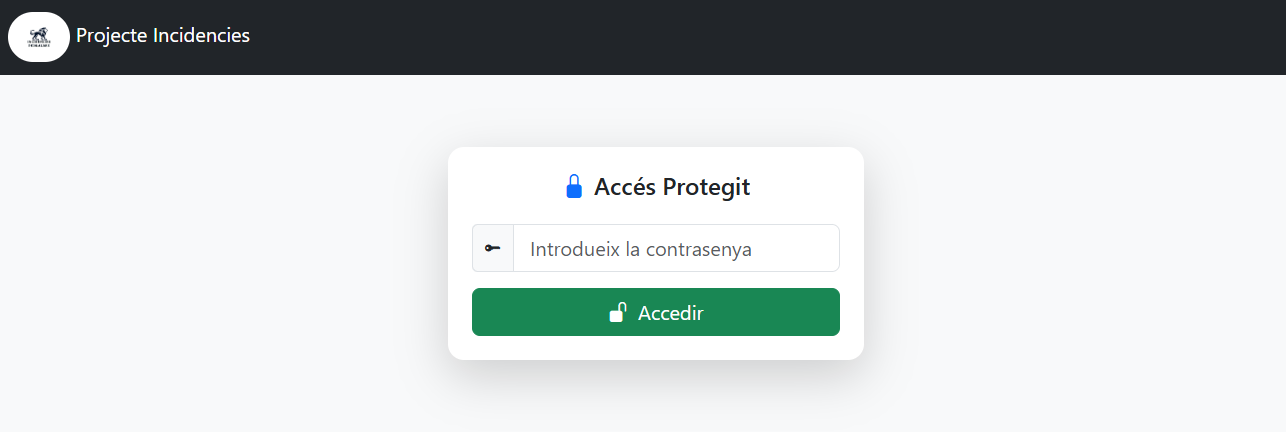 Projecte Incidencies
Accés Protegit
Introdueix la contrasenya
Accedir